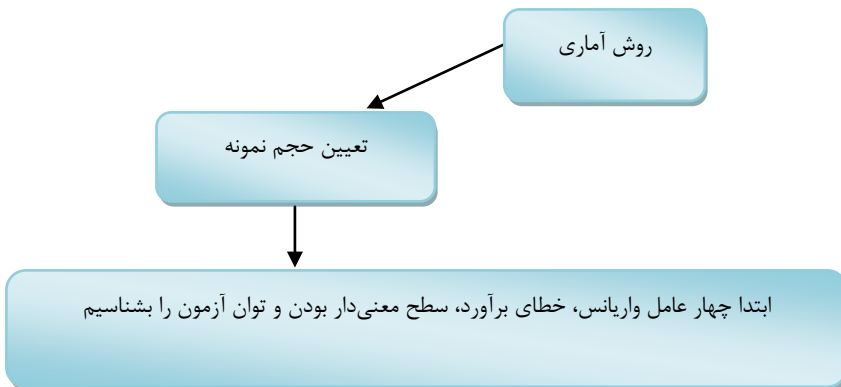 روش آماری
تعیین حجم نمونه
ابتدا چهار عامل واریانس، خطای برآورد، سطح معنی‌دار بودن و توان آزمون را بشناسیم